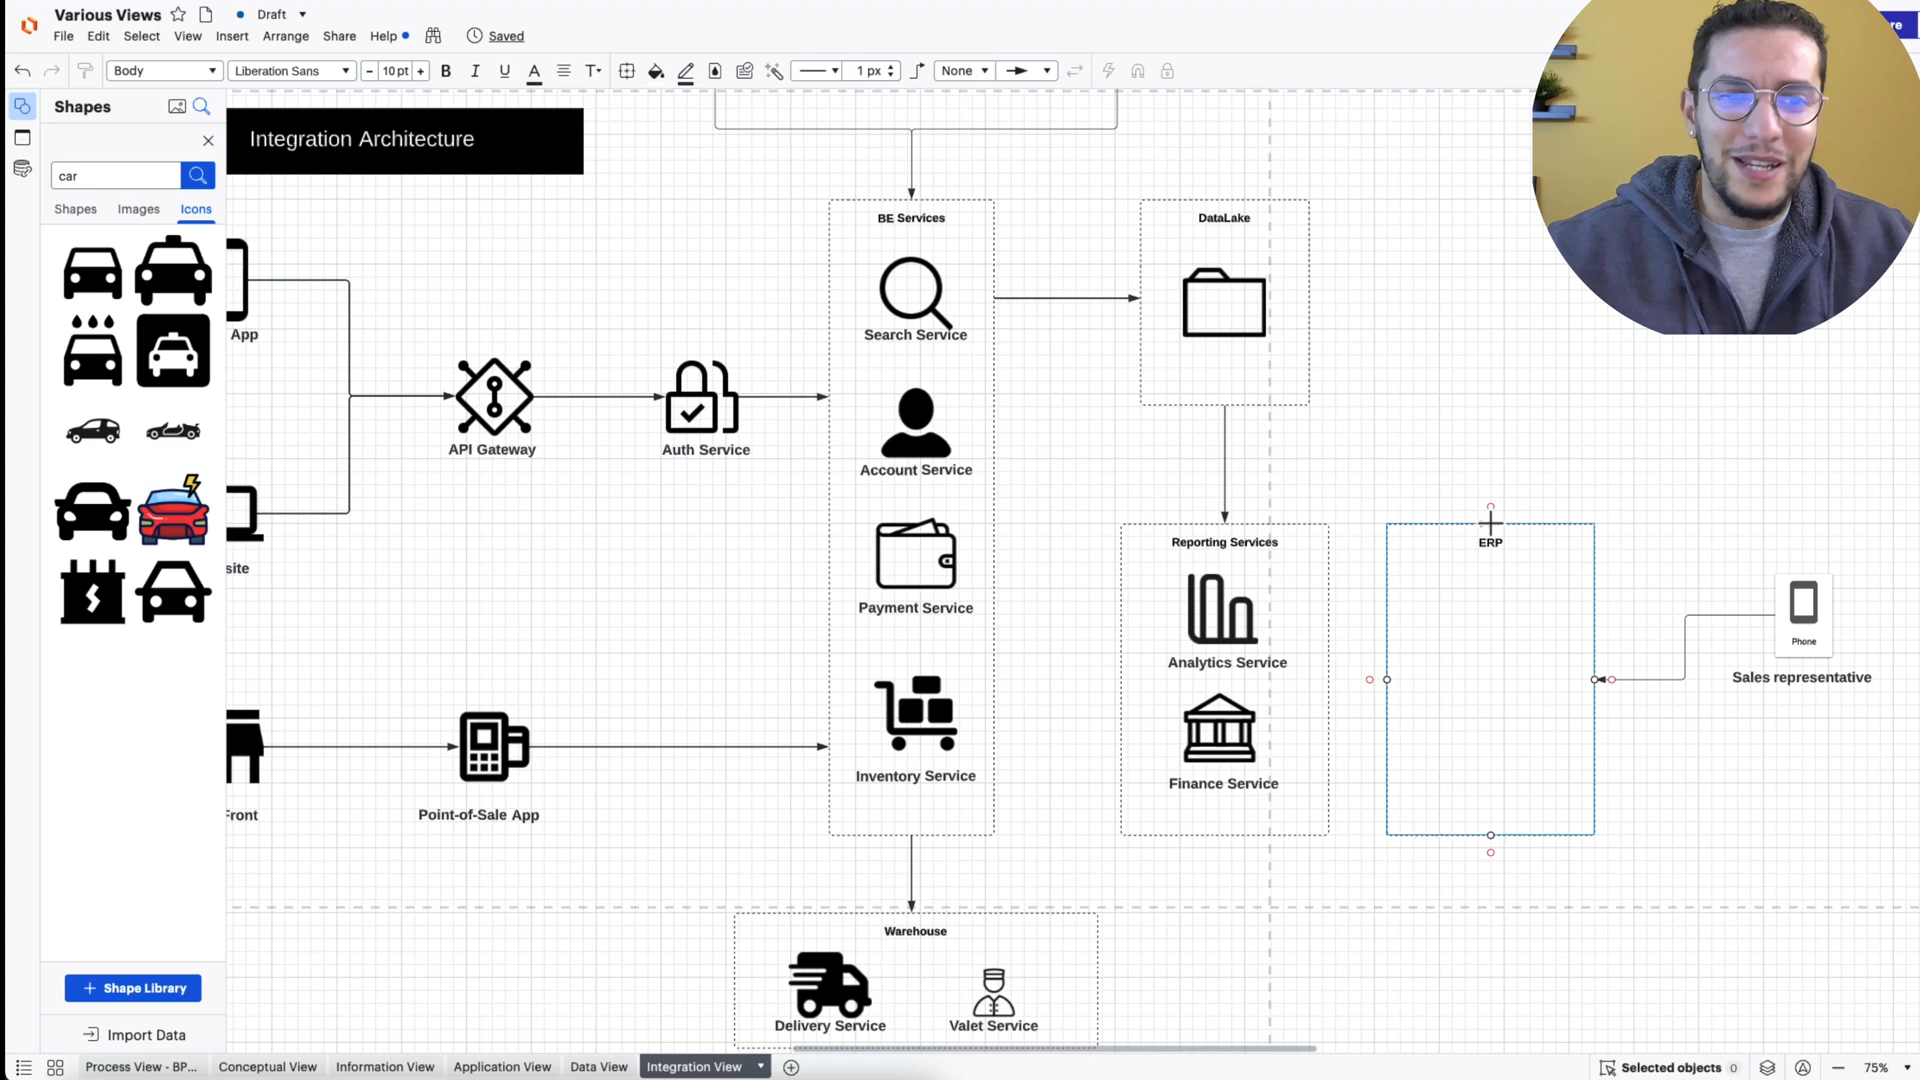 Various Views
Draft
File Edit Select View Insert Arrange Share Help
Saved
Body
Liberation Sans
10 pt
B I U A T
1 px
None
Shapes
car
Shapes Images Icons
Integration Architecture
BE Services
DataLake
Search Service
App
API Gateway
Auth Service
Account Service
Reporting Services
ERP
site
Payment Service
Phone
Analytics Service
Sales representative
Inventory Service
Finance Service
Front
Point-of-Sale App
Warehouse
Delivery Service
Valet Service
+ Shape Library
Import Data
Process View - BP...
Conceptual View
Information View
Application View
Data View
Integration View
Selected objects 0
75%